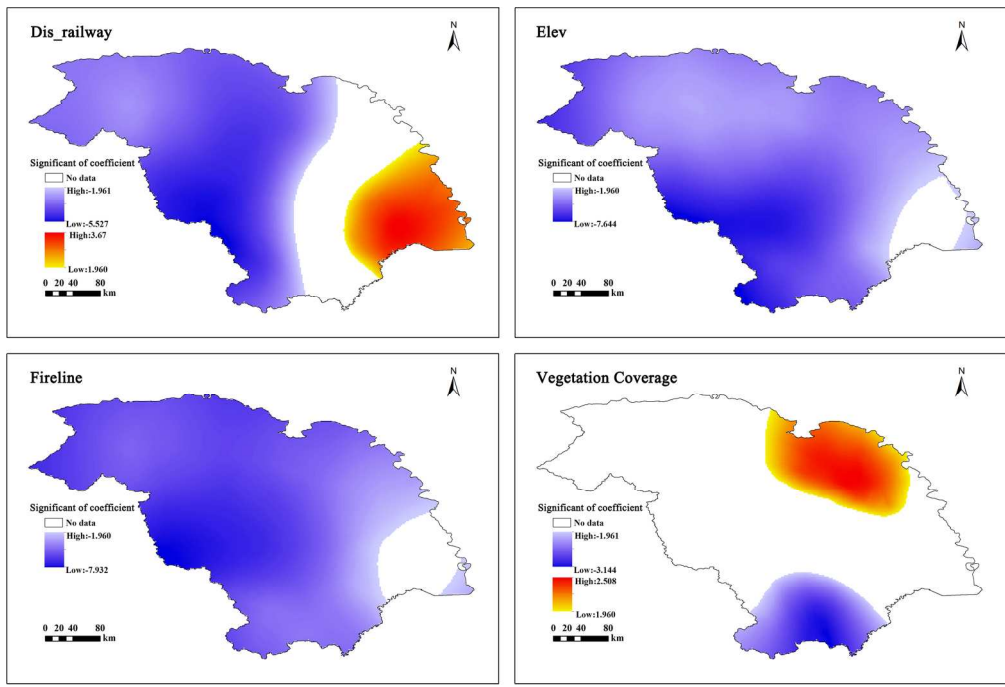 Dis_railway
N
Significant of coefficient
No data
High:-1.961
Low:-5.527
High:3.67
Low:1.960
0 20 40 80
km
Elev
N
Significant of coefficient
No data
High:-1.960
Low:-7.644
0 20 40 80
km
Fireline
N
Significant of coefficient
No data
High:-1.960
Low:-7.932
0 20 40 80
km
Vegetation Coverage
N
Significant of coefficient
No data
High:-1.961
Low:-3.144
High:2.508
Low:1.960
0 20 40 80
km